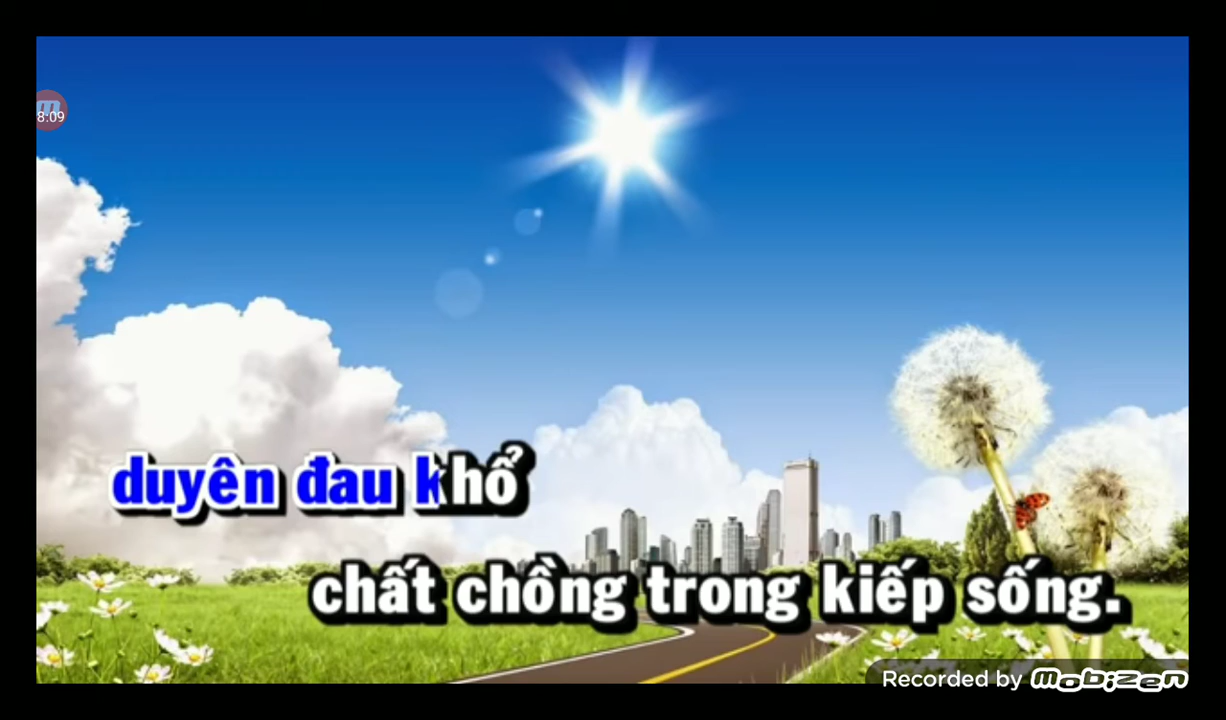 8:09
duyên đau khổ
chất chồng trong kiếp sống.
Recorded by mobizen